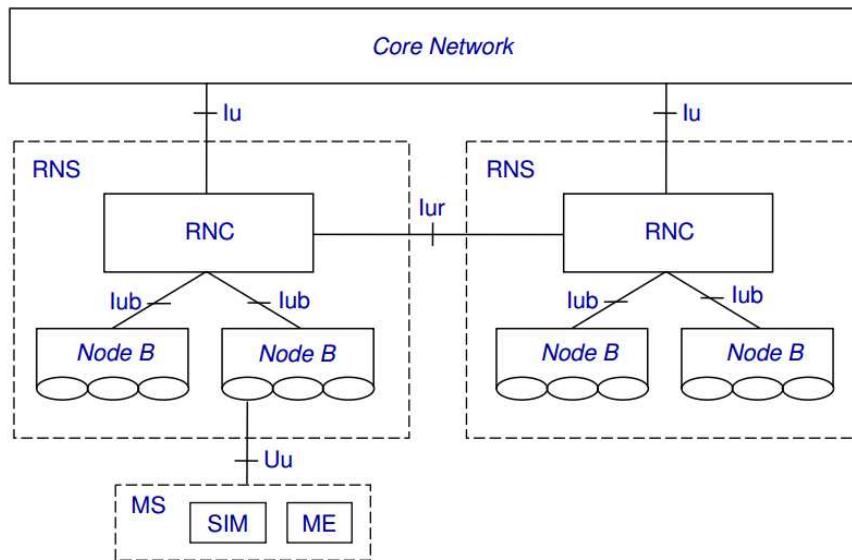 Core Network
Iu
Iu
RNS
RNS
RNC
Iur
RNC
Iub
Iub
Iub
Iub
Node B
Node B
Node B
Node B
Uu
MS
SIM
ME